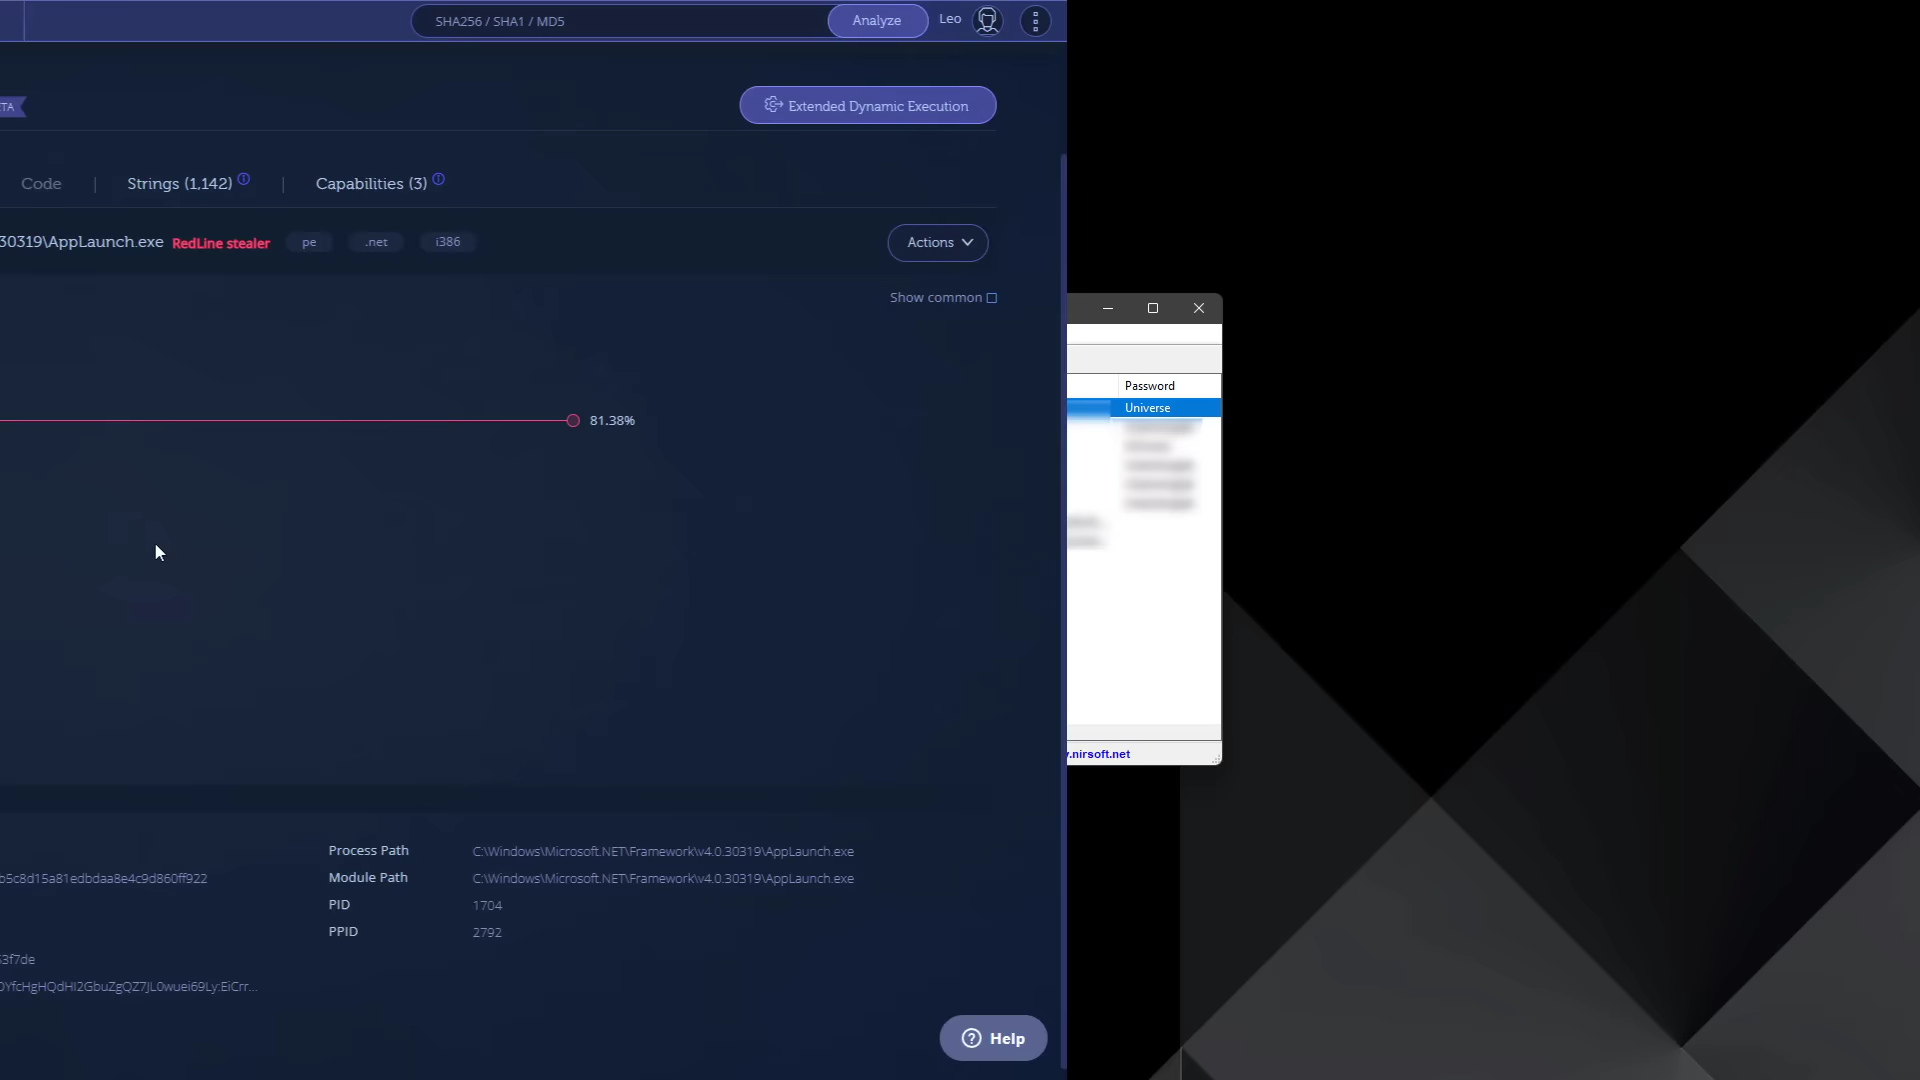 SHA256 / SHA1 / MD5
Analyze
Leo
TA
Extended Dynamic Execution
Code | Strings (1,142) | Capabilities (3)
30319\AppLaunch.exe RedLine stealer pe .net i386
Actions
Show common
81.38%
Password
Universe
.nirsoft.net
Process Path C:\Windows\Microsoft.NET\Framework\v4.0.30319\AppLaunch.exe
b5c8d15a81edbdaa8e4c9d860ff922
Module Path C:\Windows\Microsoft.NET\Framework\v4.0.30319\AppLaunch.exe
PID 1704
PPID 2792
3f7de
YfcHgHQdHI2GbuZgQZ7JL0wuei69Ly:EiCrr...
Help